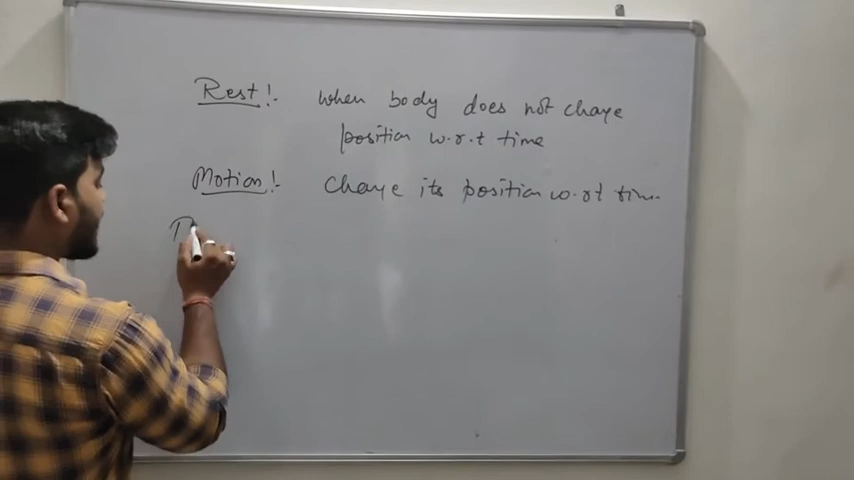 Rest!- when body does not change
position w.r.t time
Motion!- change its position w.r.t time